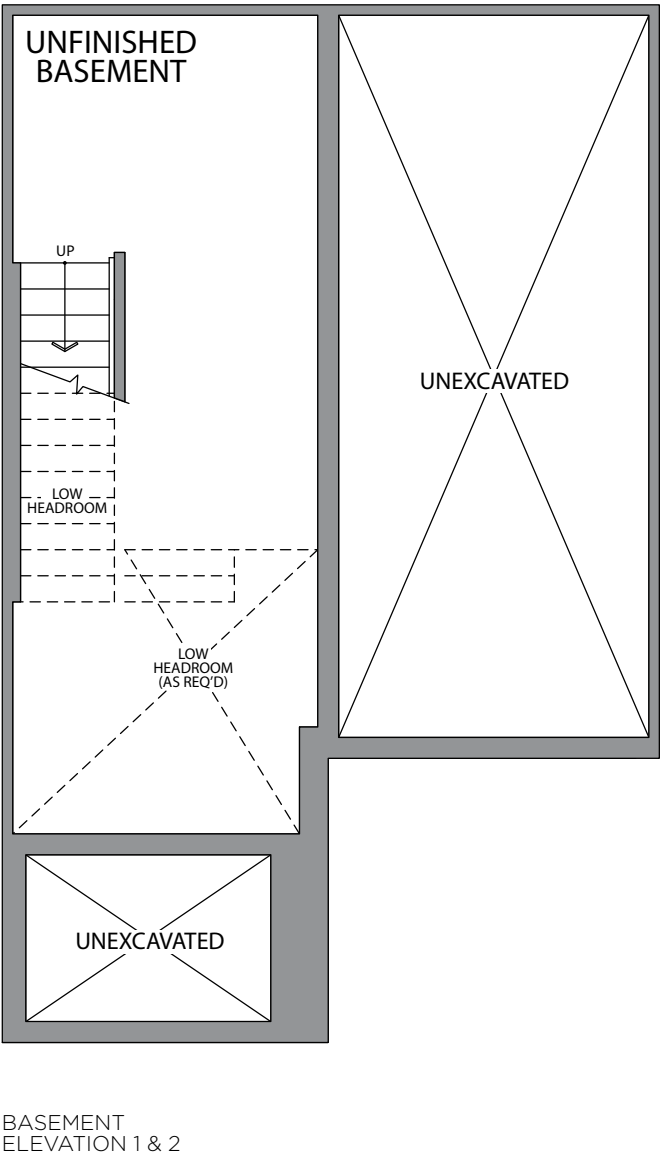 UNFINISHED
BASEMENT
UP
UNEXCAVATED
LOW
HEADROOM
LOW
HEADROOM
(AS REQ’D)
UNEXCAVATED
BASEMENT
ELEVATION 1 & 2